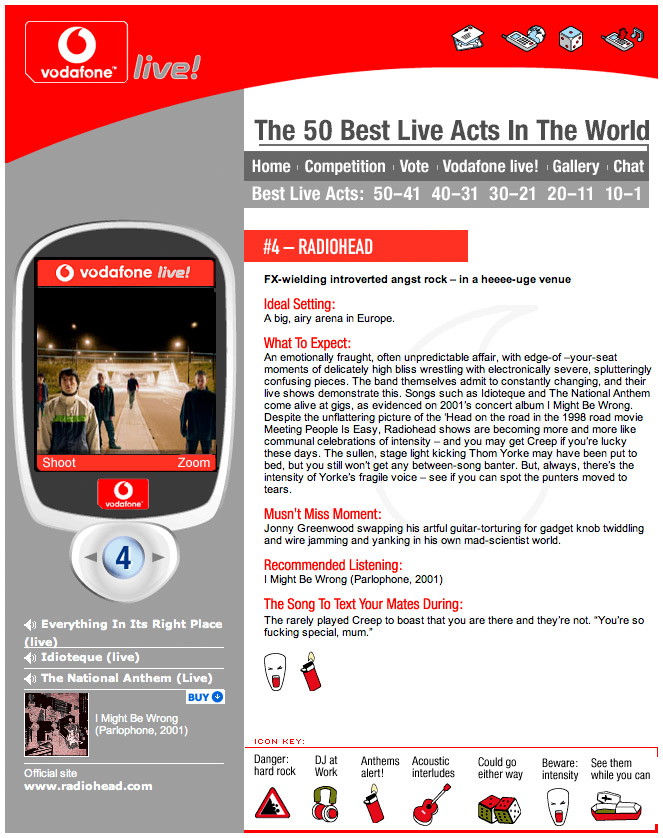 vodafone™ live!
The 50 Best Live Acts In The World
Home Competition Vote Vodafone live! Gallery Chat
Best Live Acts: 50–41 40–31 30–21 20–11 10–1
vodafone live!
Shoot Zoom
vodafone™
4
Everything In Its Right Place
(live)
Idioteque (live)
The National Anthem (Live)
BUY
I Might Be Wrong
(Parlophone, 2001)
Official site
www.radiohead.com
#4 – RADIOHEAD
FX-wielding introverted angst rock – in a heeee-uge venue
Ideal Setting:
A big, airy arena in Europe.
What To Expect:
An emotionally fraught, often unpredictable affair, with edge-of –your-seat
moments of delicately high bliss wrestling with electronically severe, splutteringly
confusing pieces. The band themselves admit to constantly changing, and their
live shows demonstrate this. Songs such as Idioteque and The National Anthem
come alive at gigs, as evidenced on 2001's concert album I Might Be Wrong.
Despite the unflattering picture of the 'Head on the road in the 1998 road movie
Meeting People Is Easy, Radiohead shows are becoming more and more like
communal celebrations of intensity – and you may get Creep if you're lucky
these days. The sullen, stage light kicking Thom Yorke may have been put to
bed, but you still won't get any between-song banter. But, always, there's the
intensity of Yorke's fragile voice – see if you can spot the punters moved to
tears.
Musn't Miss Moment:
Jonny Greenwood swapping his artful guitar-torturing for gadget knob twiddling
and wire jamming and yanking in his own mad-scientist world.
Recommended Listening:
I Might Be Wrong (Parlophone, 2001)
The Song To Text Your Mates During:
The rarely played Creep to boast that you are there and they're not. "You're so
fucking special, mum."
ICON KEY:
Danger:
hard rock
DJ at
Work
Anthems
alert!
Acoustic
interludes
Could go
either way
Beware:
intensity
See them
while you can